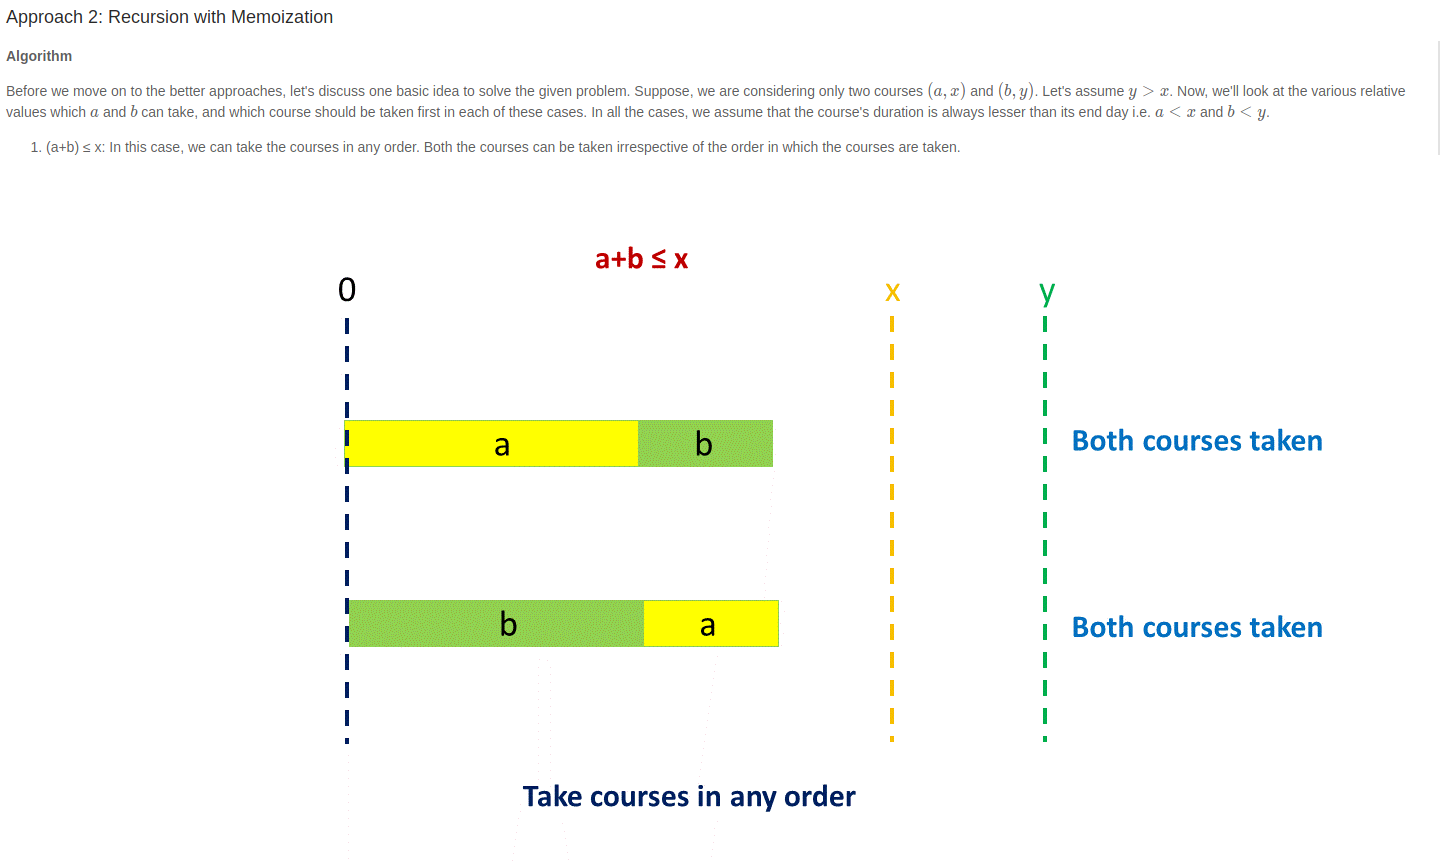 Approach 2: Recursion with Memoization
Algorithm
Before we move on to the better approaches, let's discuss one basic idea to solve the given problem. Suppose, we are considering only two courses (a, x) and (b, y). Let's assume y > x. Now, we'll look at the various relative
values which a and b can take, and which course should be taken first in each of these cases. In all the cases, we assume that the course's duration is always lesser than its end day i.e. a < x and b < y.
1. (a+b) ≤ x: In this case, we can take the courses in any order. Both the courses can be taken irrespective of the order in which the courses are taken.
a+b ≤ x
0 x y
a b Both courses taken
b a Both courses taken
Take courses in any order